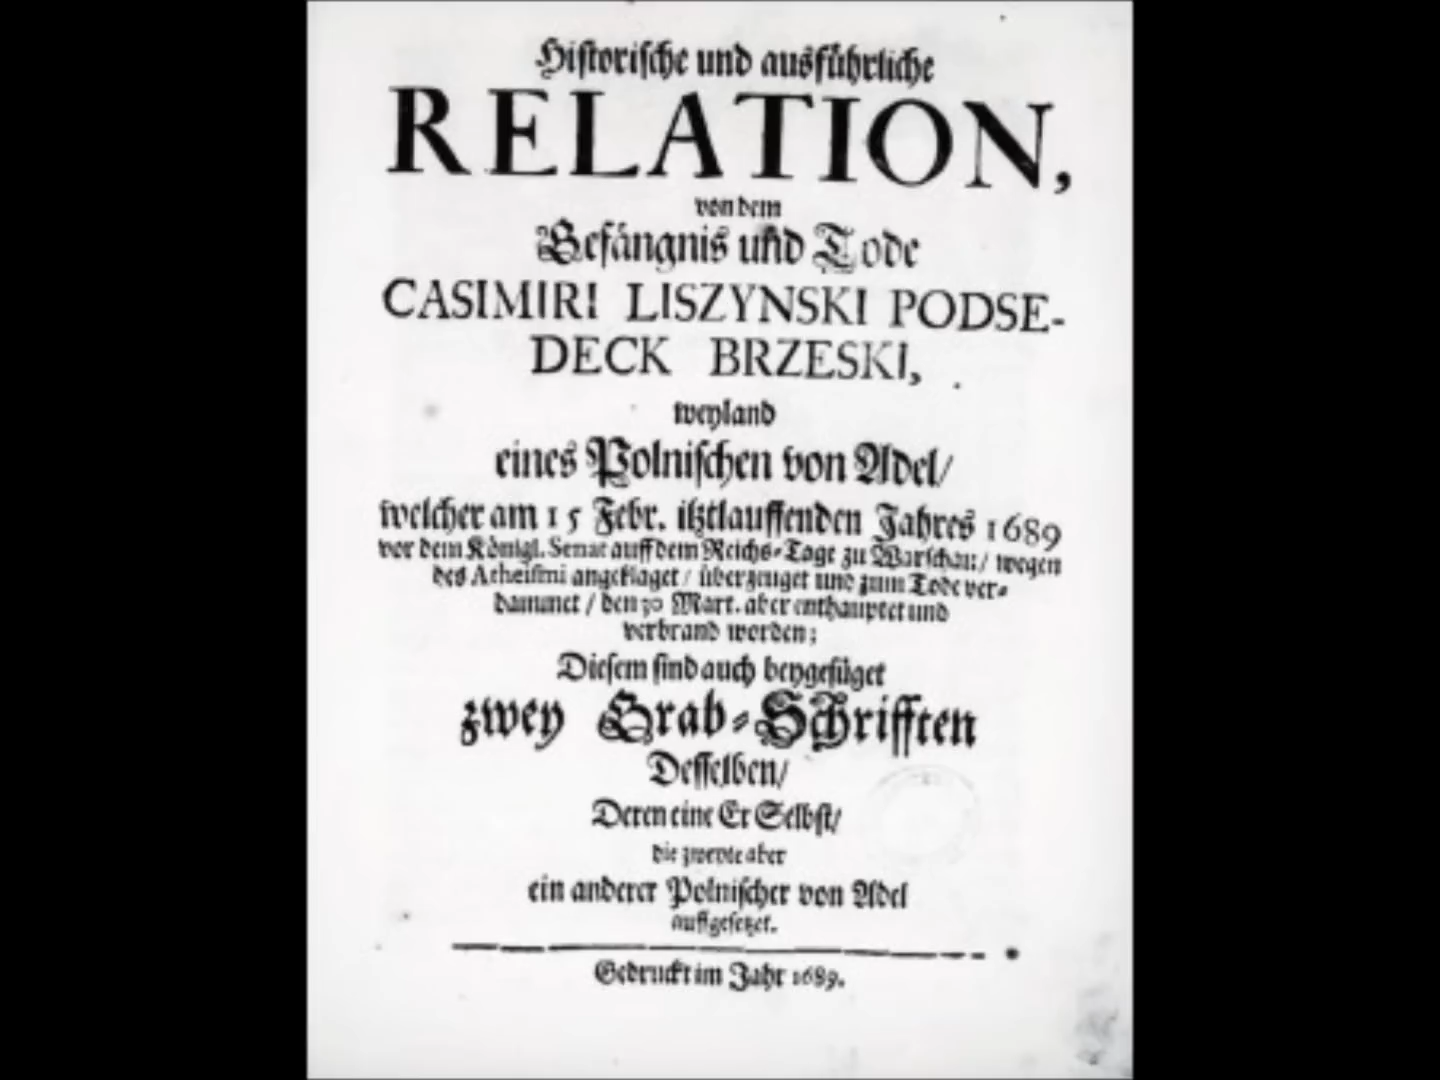 Historische und ausführliche
RELATION,
von dem
Gefängnis und Tode
CASIMIRI LISZYNSKI PODSE-
DECK BRZESKI,
weyland
eines Polnischen von Adel/
welcher am 15 Febr. itztlauffenden Jahres 1689
vor dem Königl. Senat auff dem Reichs-Tage zu Warschau/ wegen
des Atheismi angeklaget / überzeuget und zum Tode ver-
dammet / den 30 Mart. aber enthauptet und
verbrand worden;
Diesem sind auch beygefüget
zwey Grab-Schrifften
Desselben/
Deren eine Er Selbst/
die zweyte aber
ein anderer Polnischer von Adel
auffgesetzet.
Gedruckt im Jahr 1689.